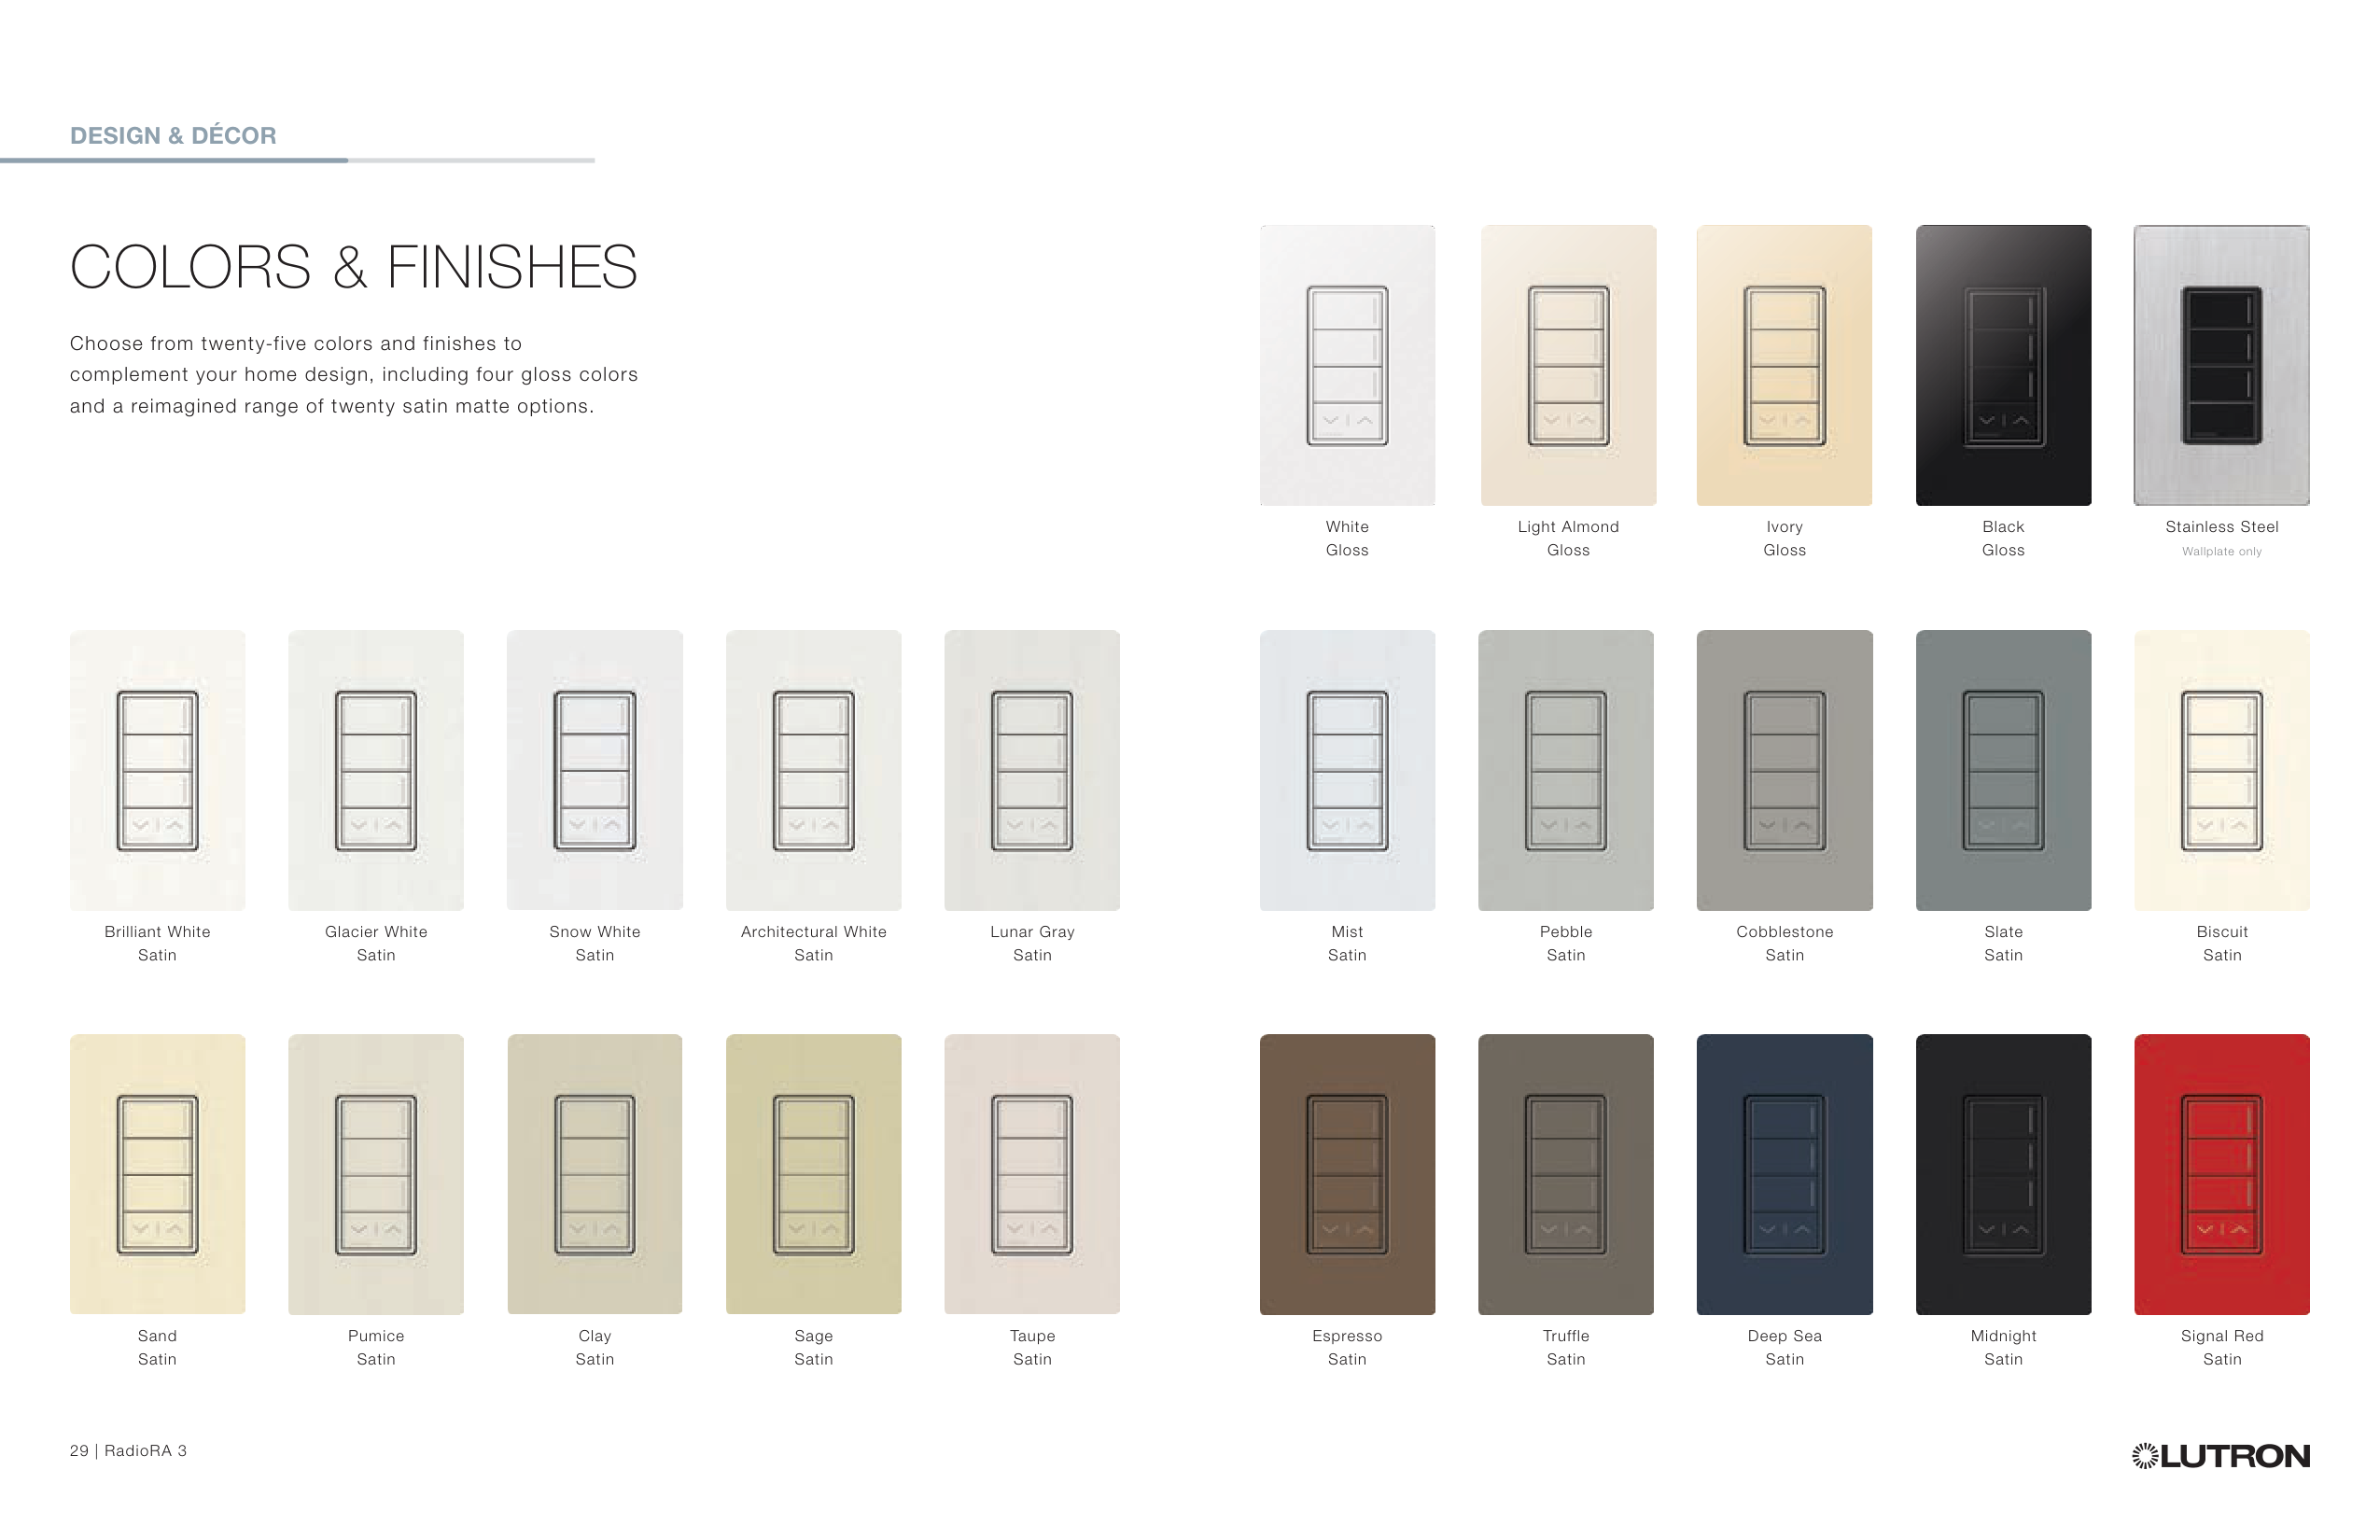 DESIGN & DÉCOR
COLORS & FINISHES
Choose from twenty-five colors and finishes to
complement your home design, including four gloss colors
and a reimagined range of twenty satin matte options.
White
Gloss
Light Almond
Gloss
Ivory
Gloss
Black
Gloss
Stainless Steel
Wallplate only
Brilliant White
Satin
Glacier White
Satin
Snow White
Satin
Architectural White
Satin
Lunar Gray
Satin
Mist
Satin
Pebble
Satin
Cobblestone
Satin
Slate
Satin
Biscuit
Satin
Sand
Satin
Pumice
Satin
Clay
Satin
Sage
Satin
Taupe
Satin
Espresso
Satin
Truffle
Satin
Deep Sea
Satin
Midnight
Satin
Signal Red
Satin
29 | RadioRA 3
LUTRON